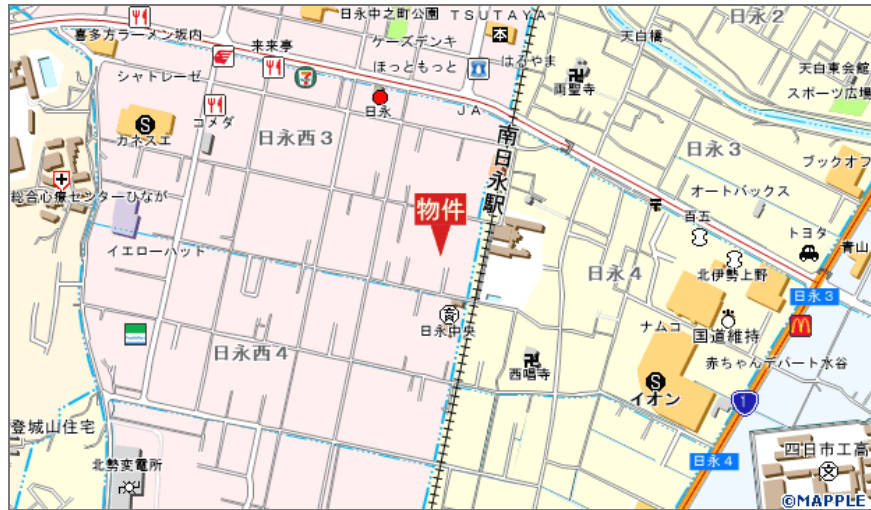 日永中之町公園
TSUTAYA
日永2
喜多方ラーメン坂内
来来亭
ケーズデンキ
本
天白橋
シャトレーゼ
7
ほっともっと
はるやま
両聖寺
天白東会館
スポーツ広場
コメダ
日永
JA
S
カネスエ
日永西3
南日永駅
日永3
ブックオフ
総合心療センターひなが
物件
オートバックス
百五
トヨタ
青山
イエローハット
日永4
北伊勢上野
日永3
日永中央
ナムコ
国道維持
日永西4
西唱寺
赤ちゃんデパート水谷
S
イオン
1
登城山住宅
北勢変電所
日永4
四日市工高
文
©MAPPLE